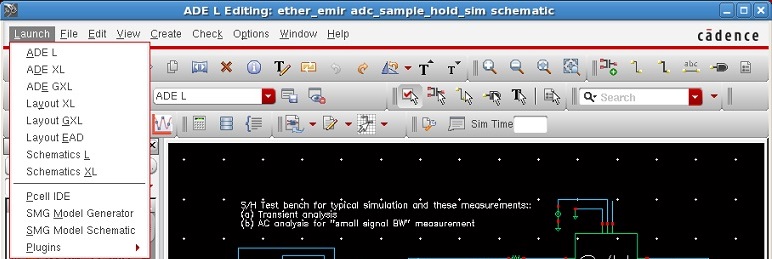 ADE L Editing: ether_emir adc_sample_hold_sim schematic
Launch File Edit View Create Check Options Window Help
cādence
ADE L
ADE XL
ADE GXL
Layout XL
Layout GXL
Layout EAD
Schematics L
Schematics XL
Pcell IDE
SMG Model Generator
SMG Model Schematic
Plugins
T T T
abc
ADE L
T
Search
Sim Time
S/H Test bench for typical simulation and these measurements::
(a) Transient analysis
(b) AC analysis for "small signal BW" measurement